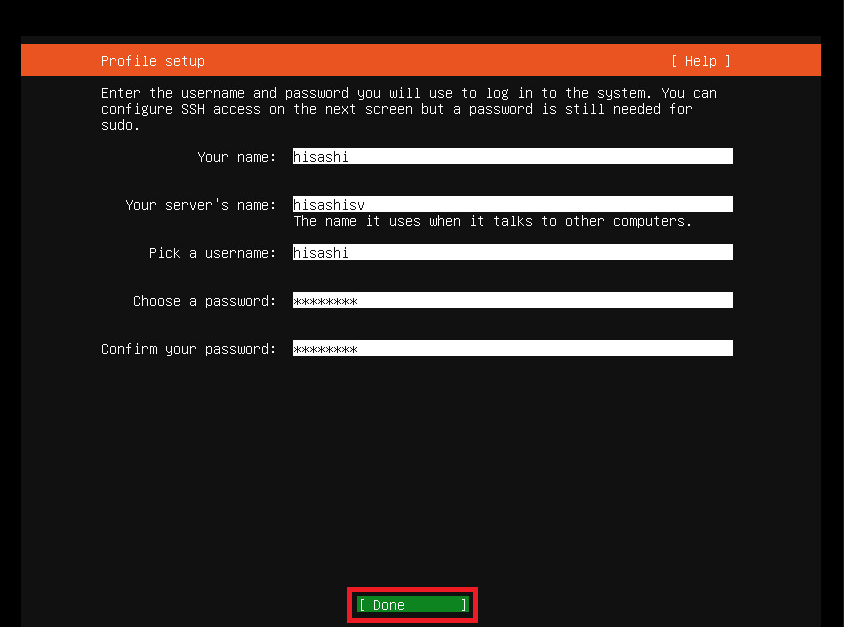 Profile setup [ Help ]
Enter the username and password you will use to log in to the system. You can
configure SSH access on the next screen but a password is still needed for
sudo.
Your name: hisashi
Your server's name: hisashisv
The name it uses when it talks to other computers.
Pick a username: hisashi
Choose a password: ********
Confirm your password: ********
[ Done ]